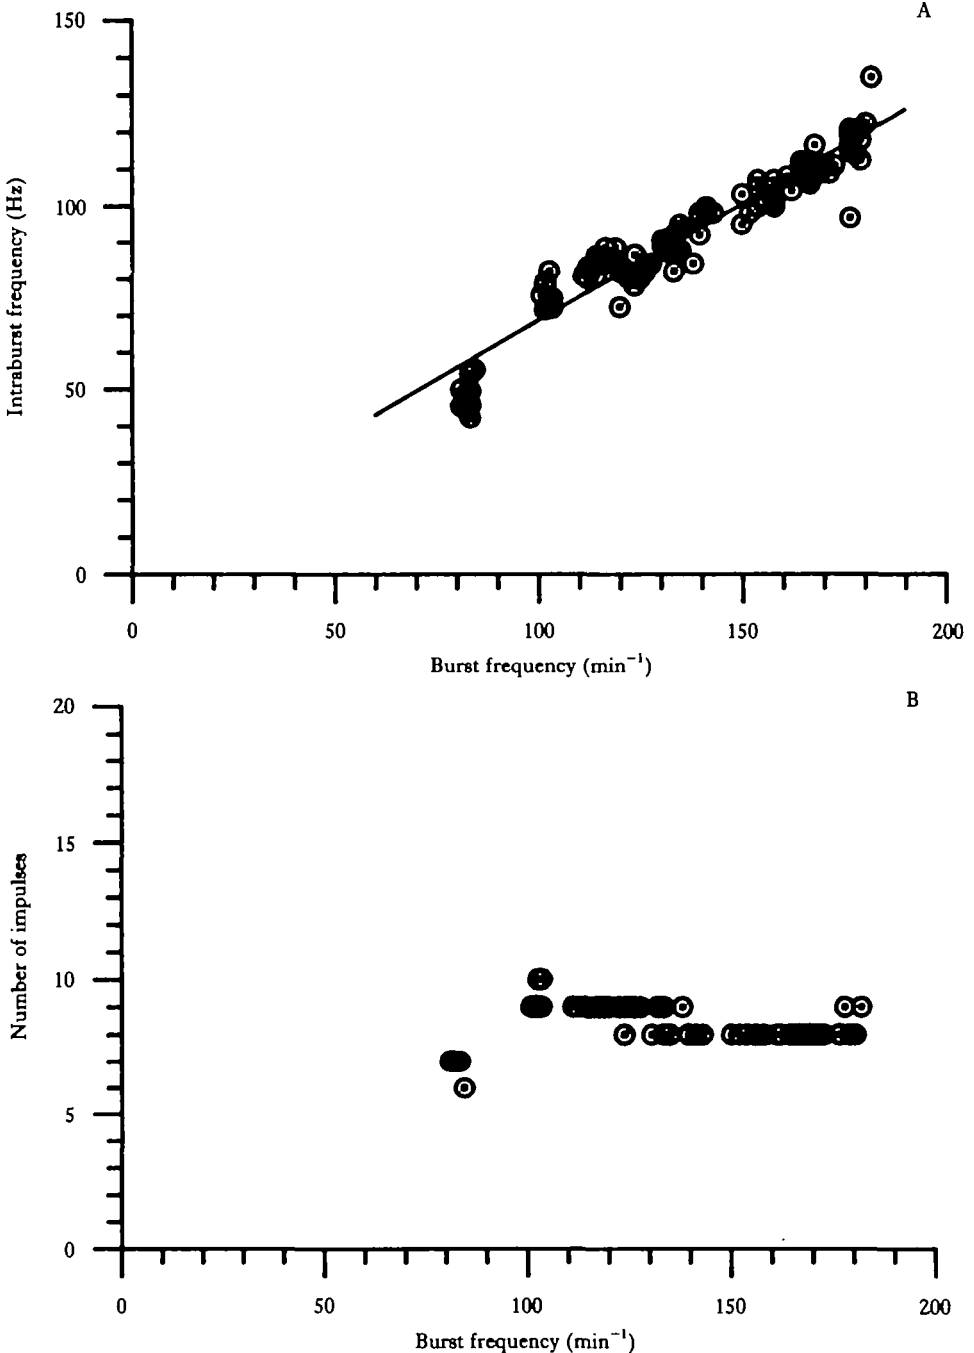 A
150
100
50
0
Intraburst frequency (Hz)
0 50 100 150 200
Burst frequency (min⁻¹)
B
20
15
10
5
0
Number of impulses
0 50 100 150 200
Burst frequency (min⁻¹)